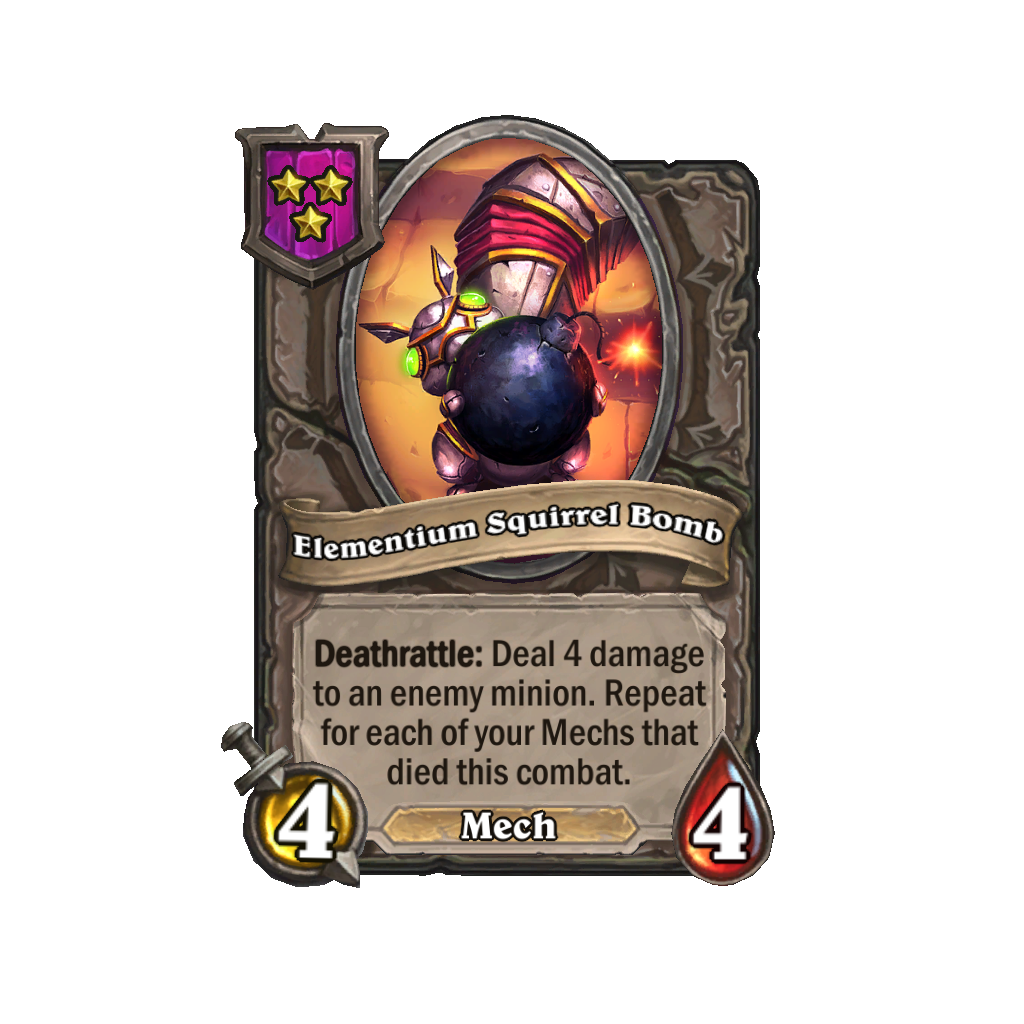 Elementium Squirrel Bomb
Deathrattle: Deal 4 damage
to an enemy minion. Repeat
for each of your Mechs that
died this combat.
4
Mech
4